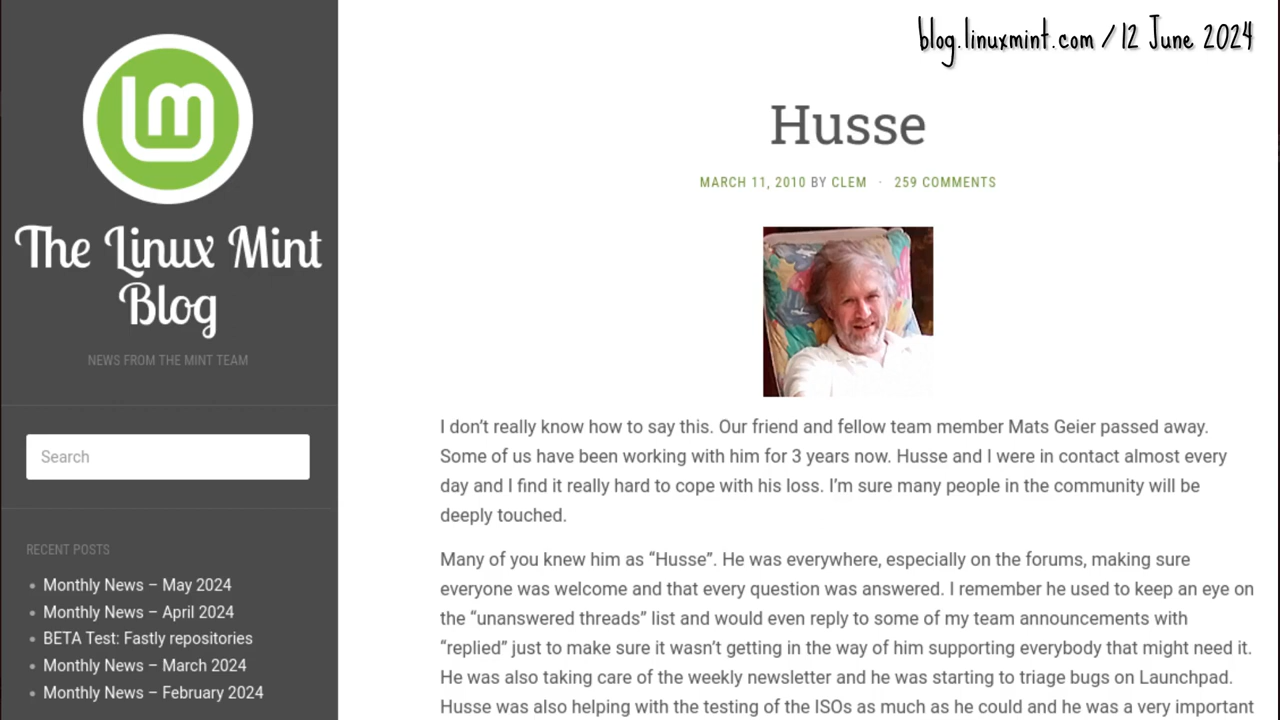 blog.linuxmint.com / 12 June 2024
lm
The Linux Mint
Blog
NEWS FROM THE MINT TEAM
Search
RECENT POSTS
Monthly News – May 2024
Monthly News – April 2024
BETA Test: Fastly repositories
Monthly News – March 2024
Monthly News – February 2024
Husse
MARCH 11, 2010 BY CLEM · 259 COMMENTS
I don’t really know how to say this. Our friend and fellow team member Mats Geier passed away.
Some of us have been working with him for 3 years now. Husse and I were in contact almost every
day and I find it really hard to cope with his loss. I’m sure many people in the community will be
deeply touched.
Many of you knew him as “Husse”. He was everywhere, especially on the forums, making sure
everyone was welcome and that every question was answered. I remember he used to keep an eye on
the “unanswered threads” list and would even reply to some of my team announcements with
“replied” just to make sure it wasn’t getting in the way of him supporting everybody that might need it.
He was also taking care of the weekly newsletter and he was starting to triage bugs on Launchpad.
Husse was also helping with the testing of the ISOs as much as he could and he was a very important